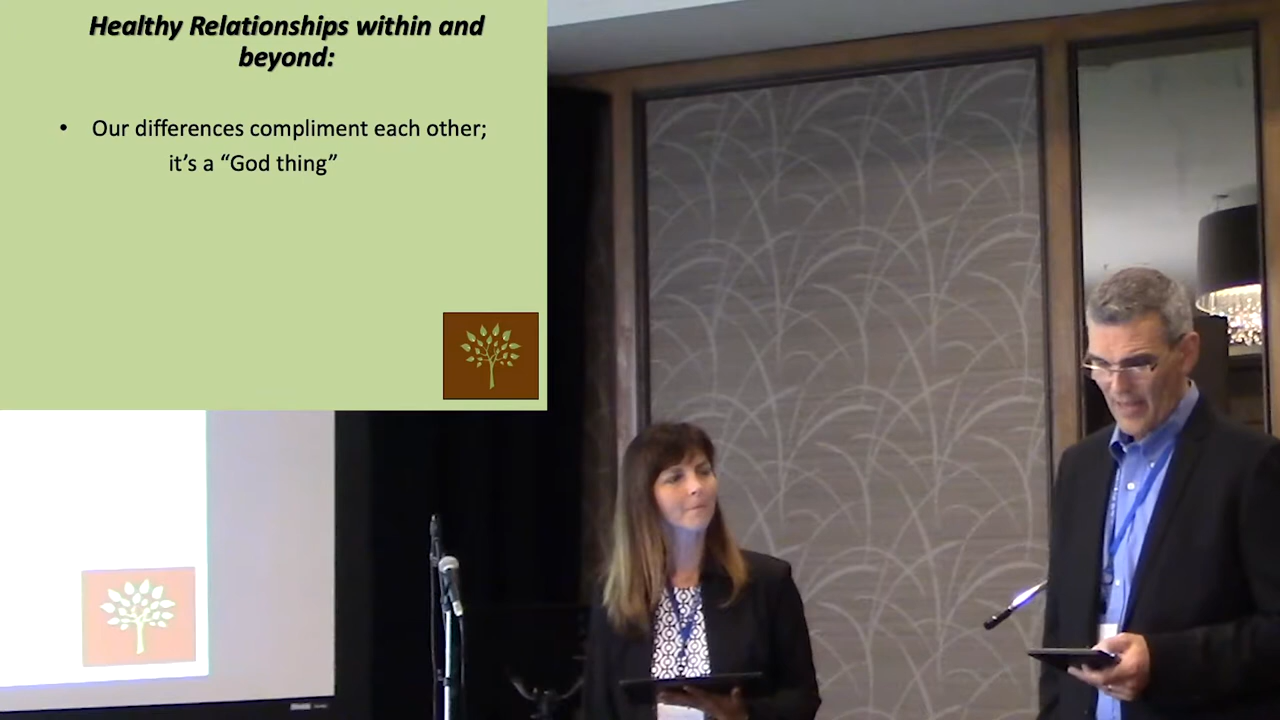 Healthy Relationships within and
beyond:
• Our differences compliment each other;
it's a “God thing”